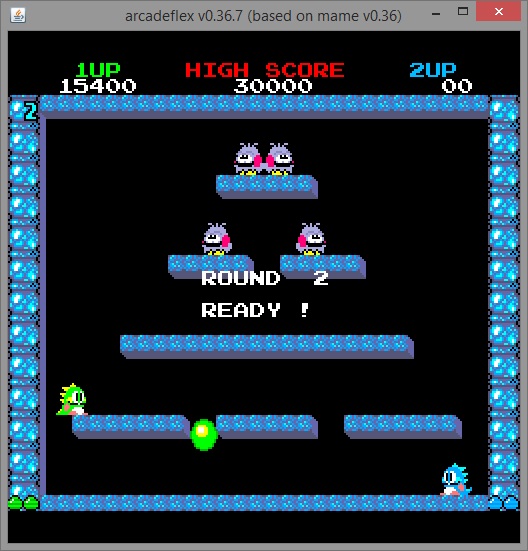 arcadeflex v0.36.7 (based on mame v0.36)
1UP HIGH SCORE 2UP
15400 30000 00
2
ROUND 2
READY !